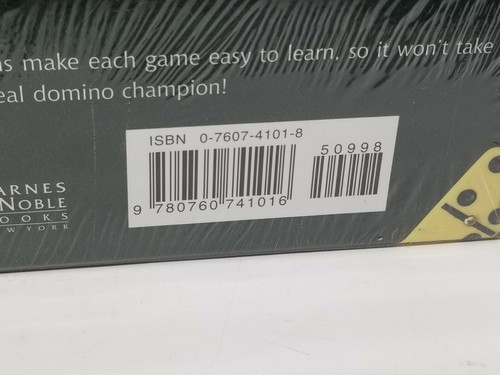 make each game easy to learn, so it won't take
domino champion!
ISBN 0-7607-4101-8
50998
9 780760 741016
NOBLE